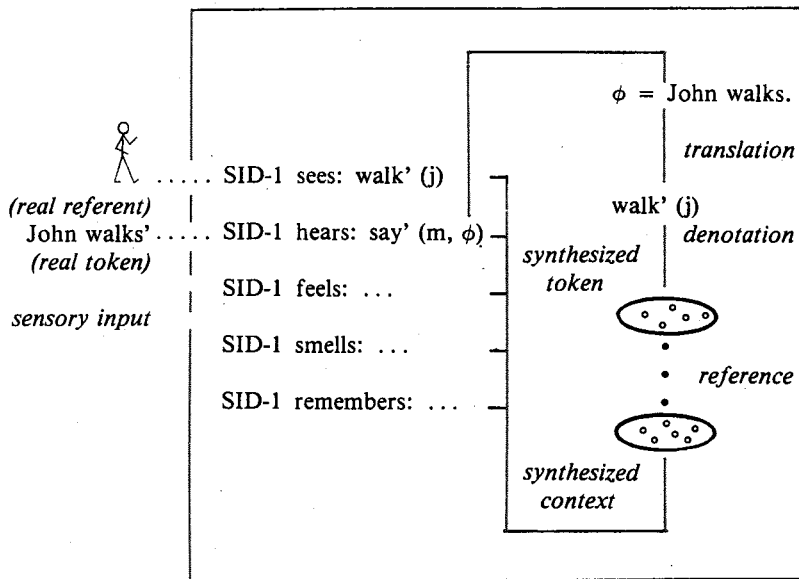 ϕ = John walks.
translation
SID-1 sees: walk' (j)
(real referent)
walk' (j)
John walks'
SID-1 hears: say' (m, ϕ)
denotation
(real token)
synthesized
token
SID-1 feels: ...
sensory input
SID-1 smells: ...
reference
SID-1 remembers: ...
synthesized
context